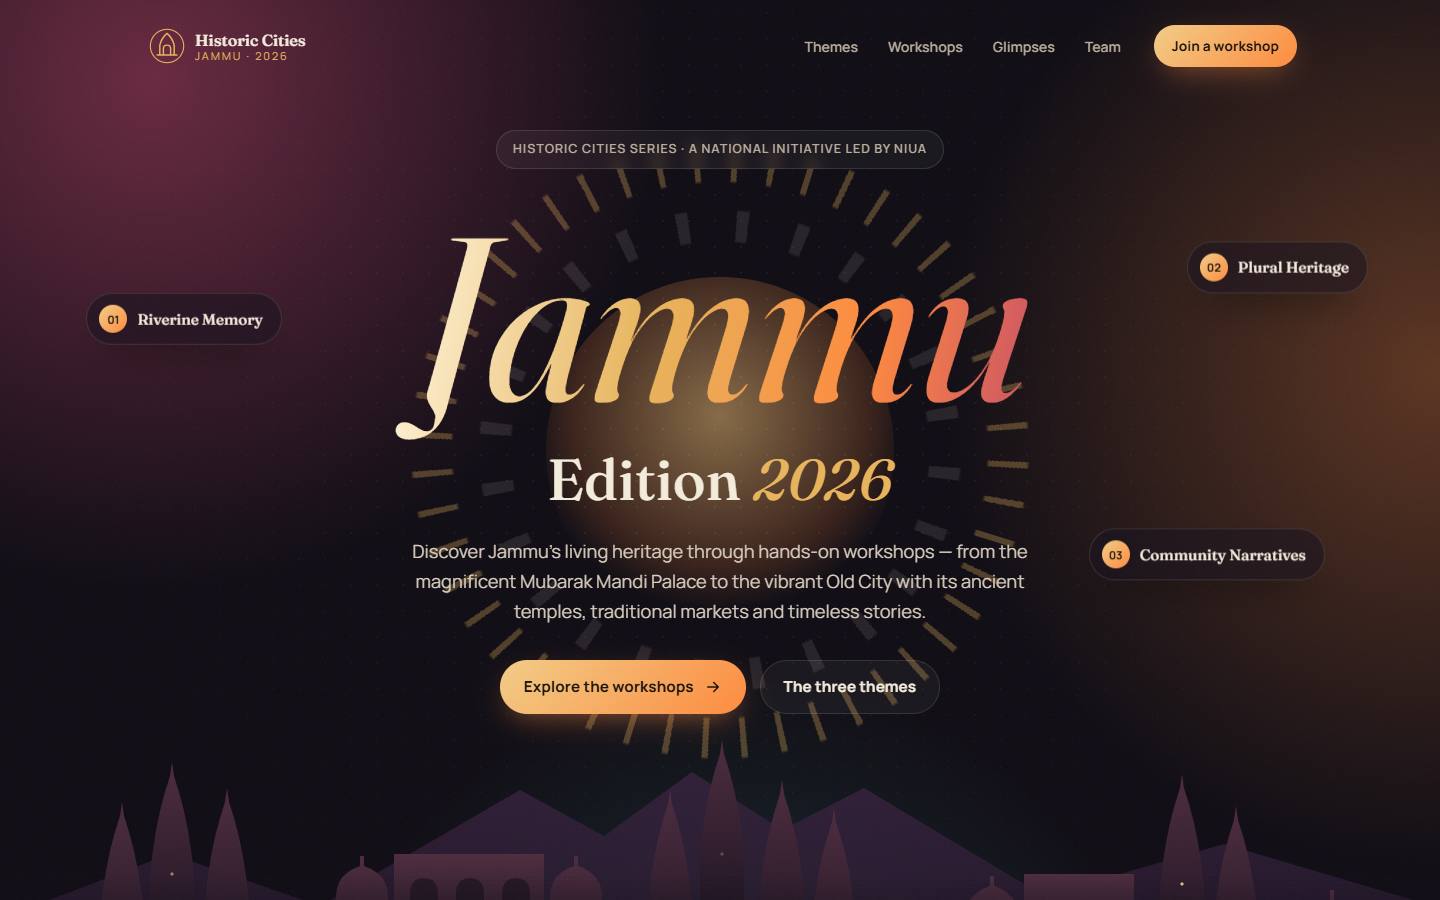 Historic Cities
JAMMU · 2026
Themes
Workshops
Glimpses
Team
Join a workshop
HISTORIC CITIES SERIES · A NATIONAL INITIATIVE LED BY NIUA
Jammu
Edition 2026
01 Riverine Memory
02 Plural Heritage
03 Community Narratives
Discover Jammu’s living heritage through hands-on workshops — from the
magnificent Mubarak Mandi Palace to the vibrant Old City with its ancient
temples, traditional markets and timeless stories.
Explore the workshops →
The three themes